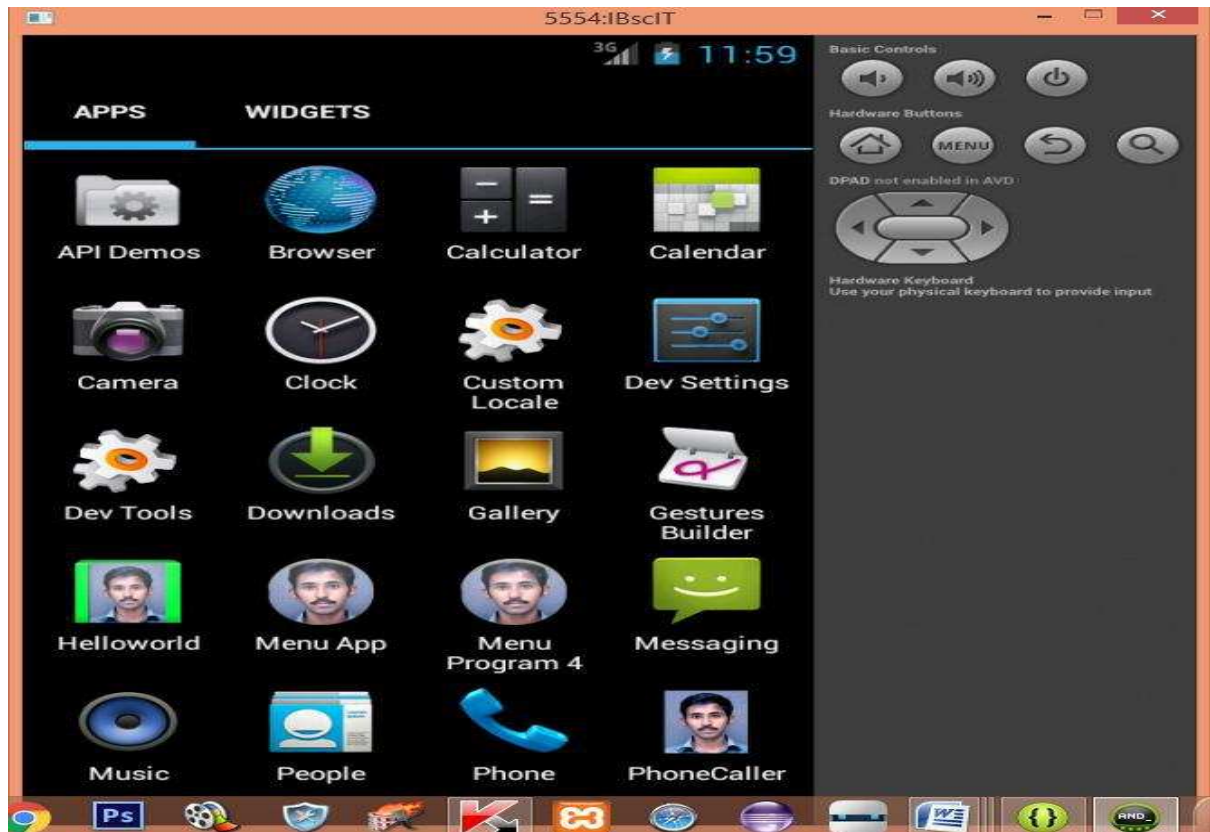 5554:IBscIT
3G 11:59
Basic Controls
APPS WIDGETS
Hardware Buttons
MENU
DPAD not enabled in AVD
API Demos Browser Calculator Calendar
Hardware Keyboard
Use your physical keyboard to provide input
Camera Clock Custom Locale Dev Settings
Dev Tools Downloads Gallery Gestures Builder
Helloworld Menu App Menu Program 4 Messaging
Music People Phone PhoneCaller
Ps
W
AND_